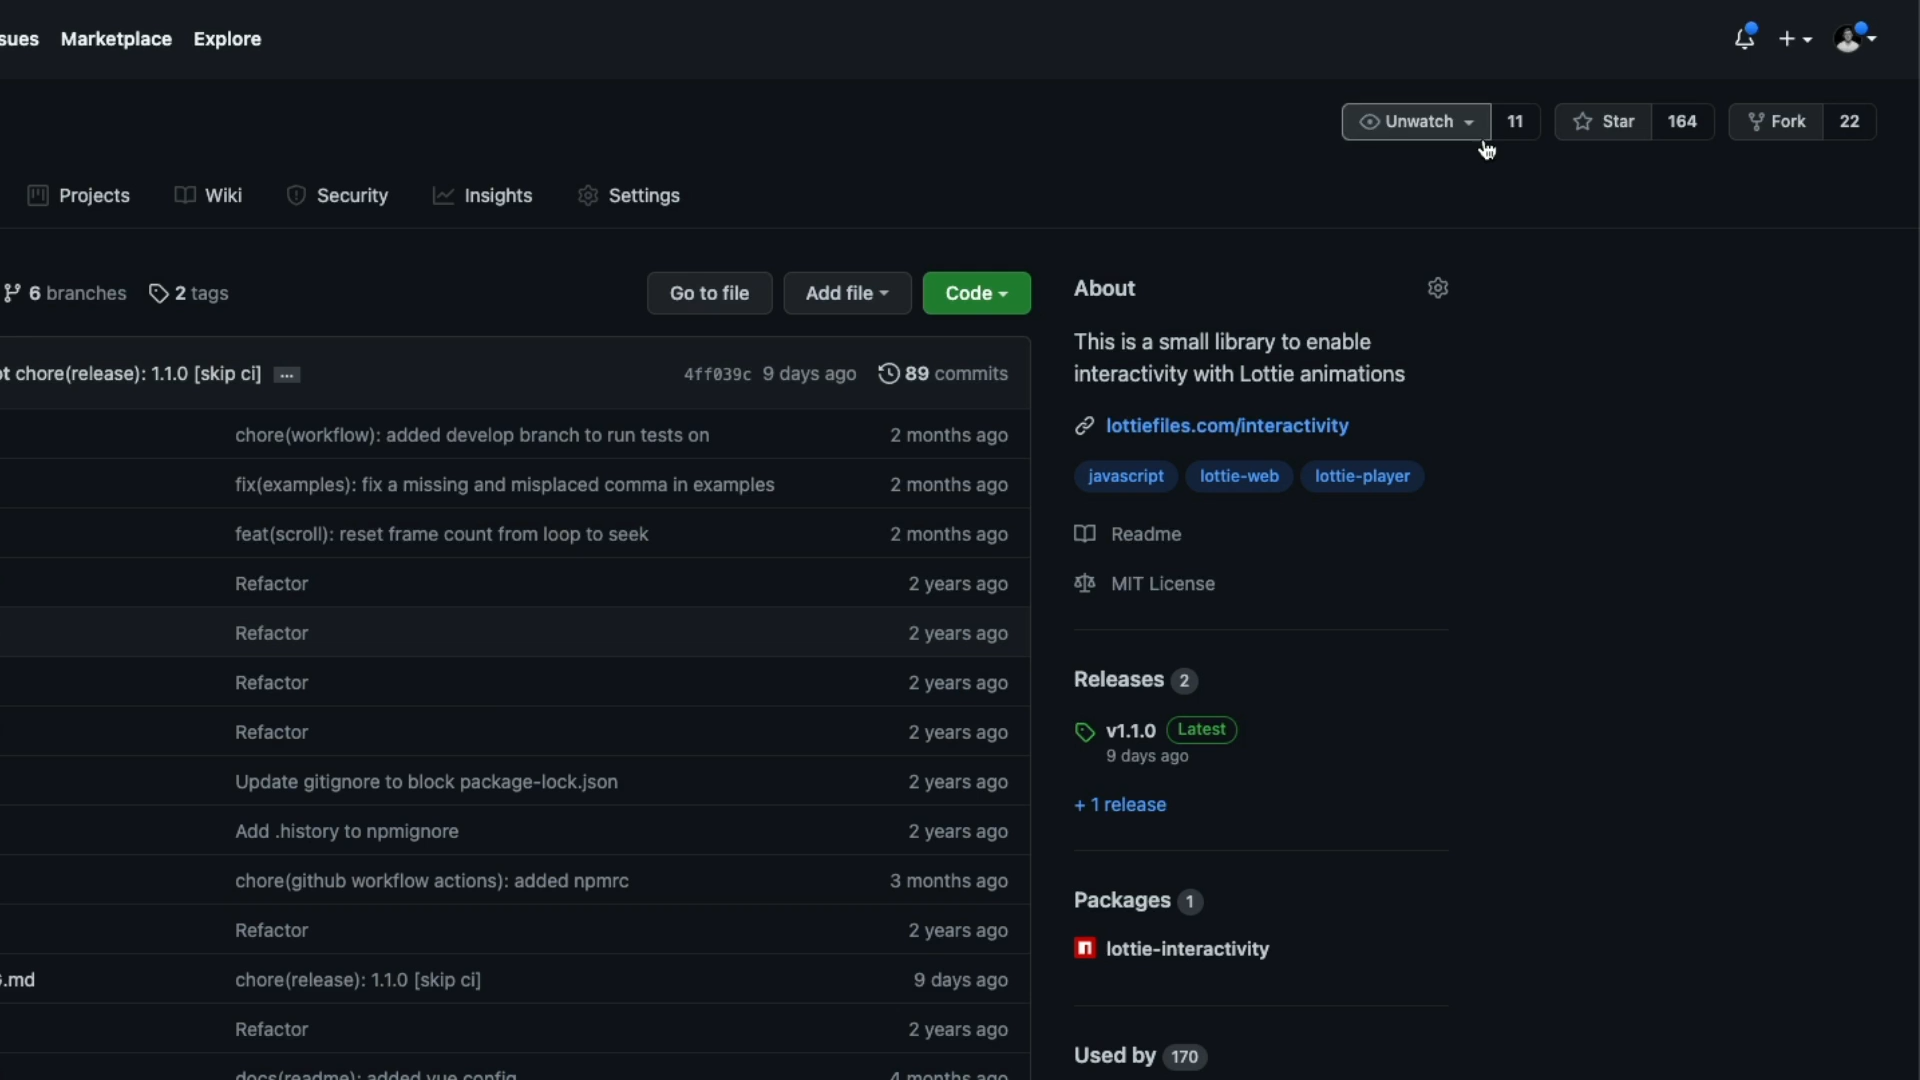 sues Marketplace Explore
Unwatch 11 Star 164 Fork 22
Projects Wiki Security Insights Settings
6 branches 2 tags Go to file Add file Code
t chore(release): 1.1.0 [skip ci] ... 4ff039c 9 days ago 89 commits
chore(workflow): added develop branch to run tests on 2 months ago
fix(examples): fix a missing and misplaced comma in examples 2 months ago
feat(scroll): reset frame count from loop to seek 2 months ago
Refactor 2 years ago
Refactor 2 years ago
Refactor 2 years ago
Refactor 2 years ago
Update gitignore to block package-lock.json 2 years ago
Add .history to npmignore 2 years ago
chore(github workflow actions): added npmrc 3 months ago
Refactor 2 years ago
.md chore(release): 1.1.0 [skip ci] 9 days ago
Refactor 2 years ago
docs(readme): added vue config 4 months ago
About
This is a small library to enable
interactivity with Lottie animations
lottiefiles.com/interactivity
javascript lottie-web lottie-player
Readme
MIT License
Releases 2
v1.1.0 Latest
9 days ago
+ 1 release
Packages 1
lottie-interactivity
Used by 170